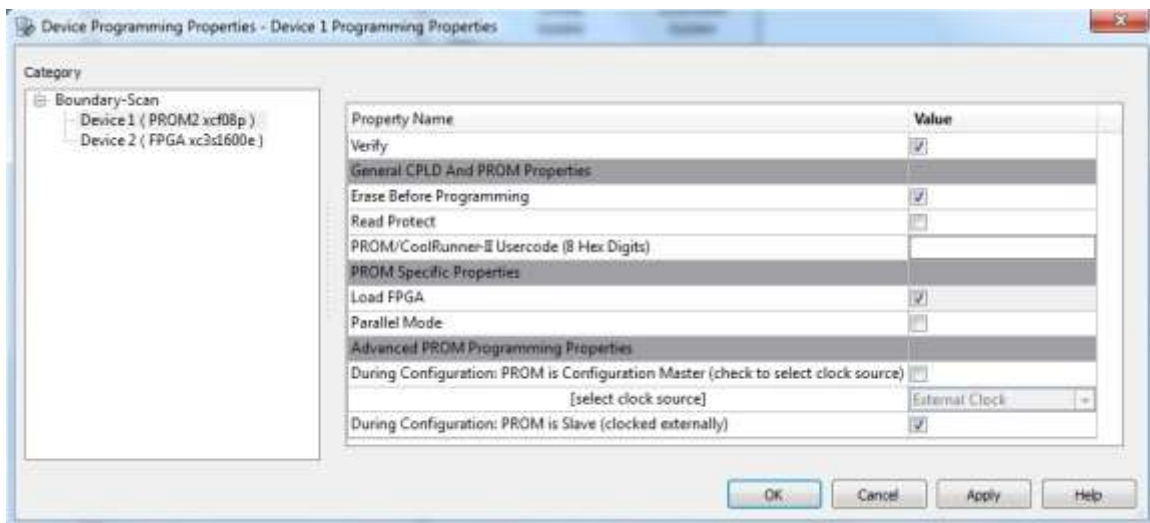 Device Programming Properties - Device 1 Programming Properties
Category
Boundary-Scan
Device 1 ( PROM2 xcf08p )
Device 2 ( FPGA xc3s1600e )
Property Name Value
Verify
General CPLD And PROM Properties
Erase Before Programming
Read Protect
PROM/CoolRunner-II Usercode (8 Hex Digits)
PROM Specific Properties
Load FPGA
Parallel Mode
Advanced PROM Programming Properties
During Configuration: PROM is Configuration Master (check to select clock source)
[select clock source] External Clock
During Configuration: PROM is Slave (clocked externally)
OK Cancel Apply Help